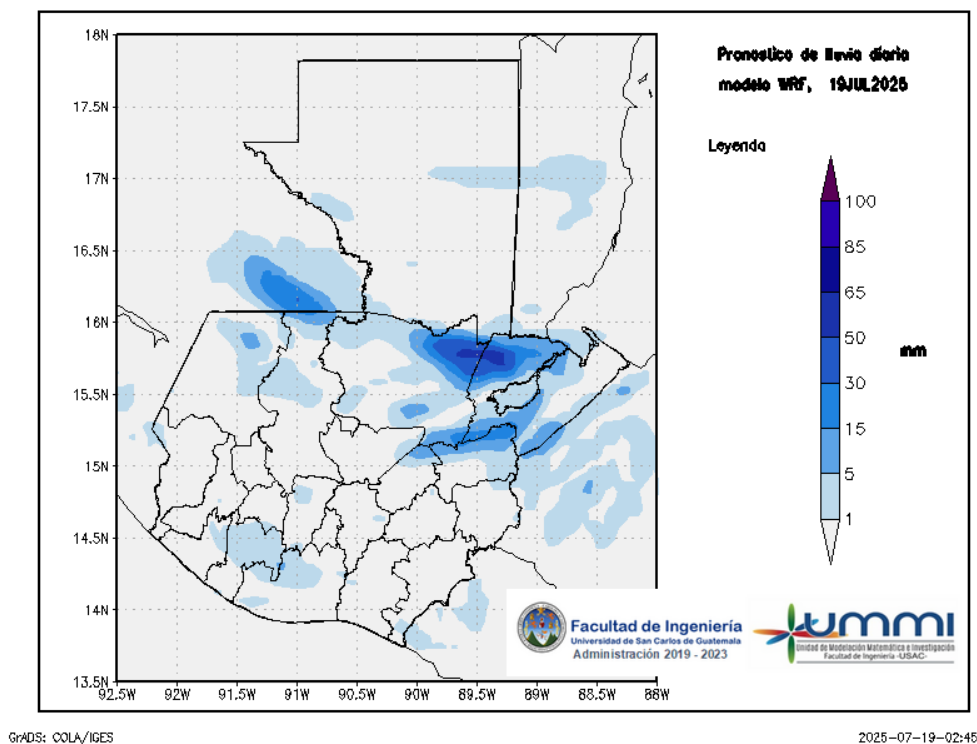 Pronostico de lluvia diaria
modelo WRF, 19JUL2025
Leyenda
100
85
65
50
30
15
5
1
mm
18N
17.5N
17N
16.5N
16N
15.5N
15N
14.5N
14N
13.5N
92.5W 92W 91.5W 91W 90.5W 90W 89.5W 89W 88.5W 88W
Facultad de Ingeniería
Universidad de San Carlos de Guatemala
Administración 2019 - 2023
ummi
Unidad de Modelación Matemática e Investigación
Facultad de Ingeniería -USAC-
GrADS: COLA/IGES
2025-07-19-02:45